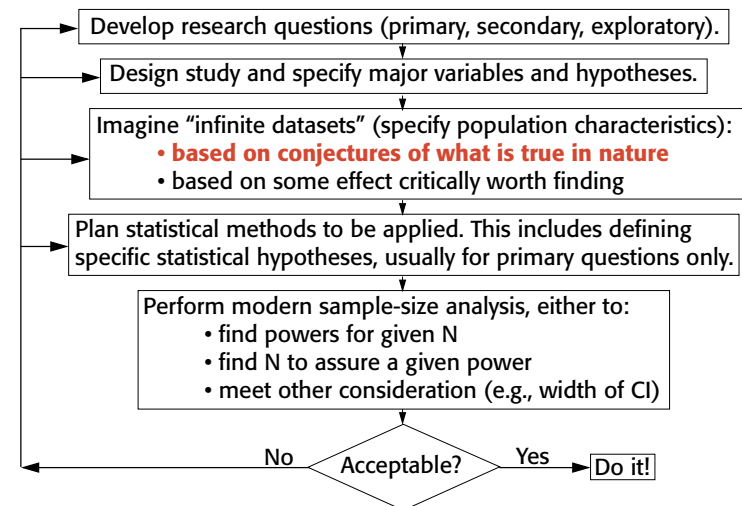 Develop research questions (primary, secondary, exploratory).
Design study and specify major variables and hypotheses.
Imagine “infinite datasets” (specify population characteristics):
• based on conjectures of what is true in nature
• based on some effect critically worth finding
Plan statistical methods to be applied. This includes defining
specific statistical hypotheses, usually for primary questions only.
Perform modern sample-size analysis, either to:
• find powers for given N
• find N to assure a given power
• meet other consideration (e.g., width of CI)
No
Acceptable?
Yes
Do it!